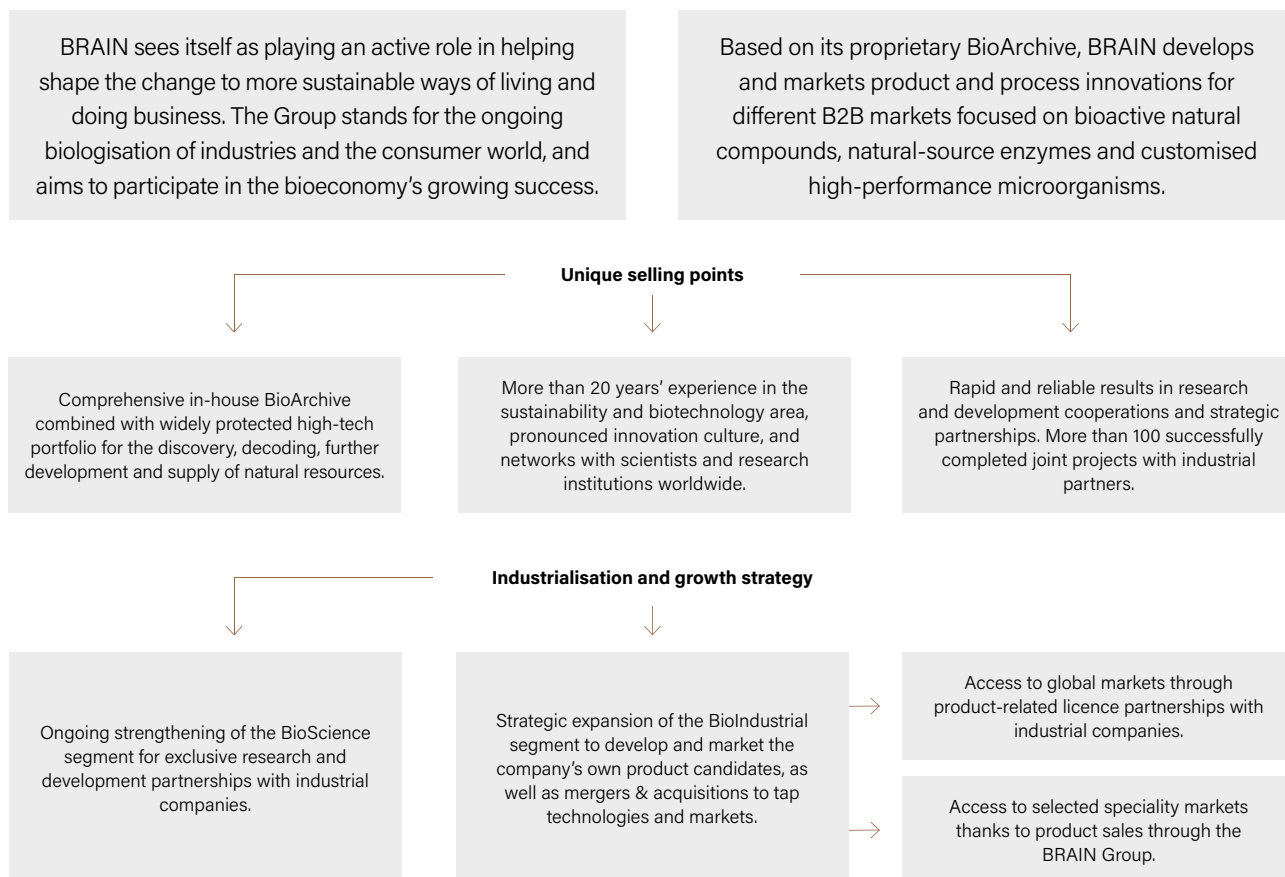 BRAIN sees itself as playing an active role in helping
shape the change to more sustainable ways of living and
doing business. The Group stands for the ongoing
biologisation of industries and the consumer world, and
aims to participate in the bioeconomy's growing success.
Based on its proprietary BioArchive, BRAIN develops
and markets product and process innovations for
different B2B markets focused on bioactive natural
compounds, natural-source enzymes and customised
high-performance microorganisms.
Unique selling points
Comprehensive in-house BioArchive
combined with widely protected high-tech
portfolio for the discovery, decoding, further
development and supply of natural resources.
More than 20 years' experience in the
sustainability and biotechnology area,
pronounced innovation culture, and
networks with scientists and research
institutions worldwide.
Rapid and reliable results in research
and development cooperations and strategic
partnerships. More than 100 successfully
completed joint projects with industrial
partners.
Industrialisation and growth strategy
Ongoing strengthening of the BioScience
segment for exclusive research and
development partnerships with industrial
companies.
Strategic expansion of the BioIndustrial
segment to develop and market the
company's own product candidates, as
well as mergers & acquisitions to tap
technologies and markets.
Access to global markets through
product-related licence partnerships with
industrial companies.
Access to selected speciality markets
thanks to product sales through the
BRAIN Group.